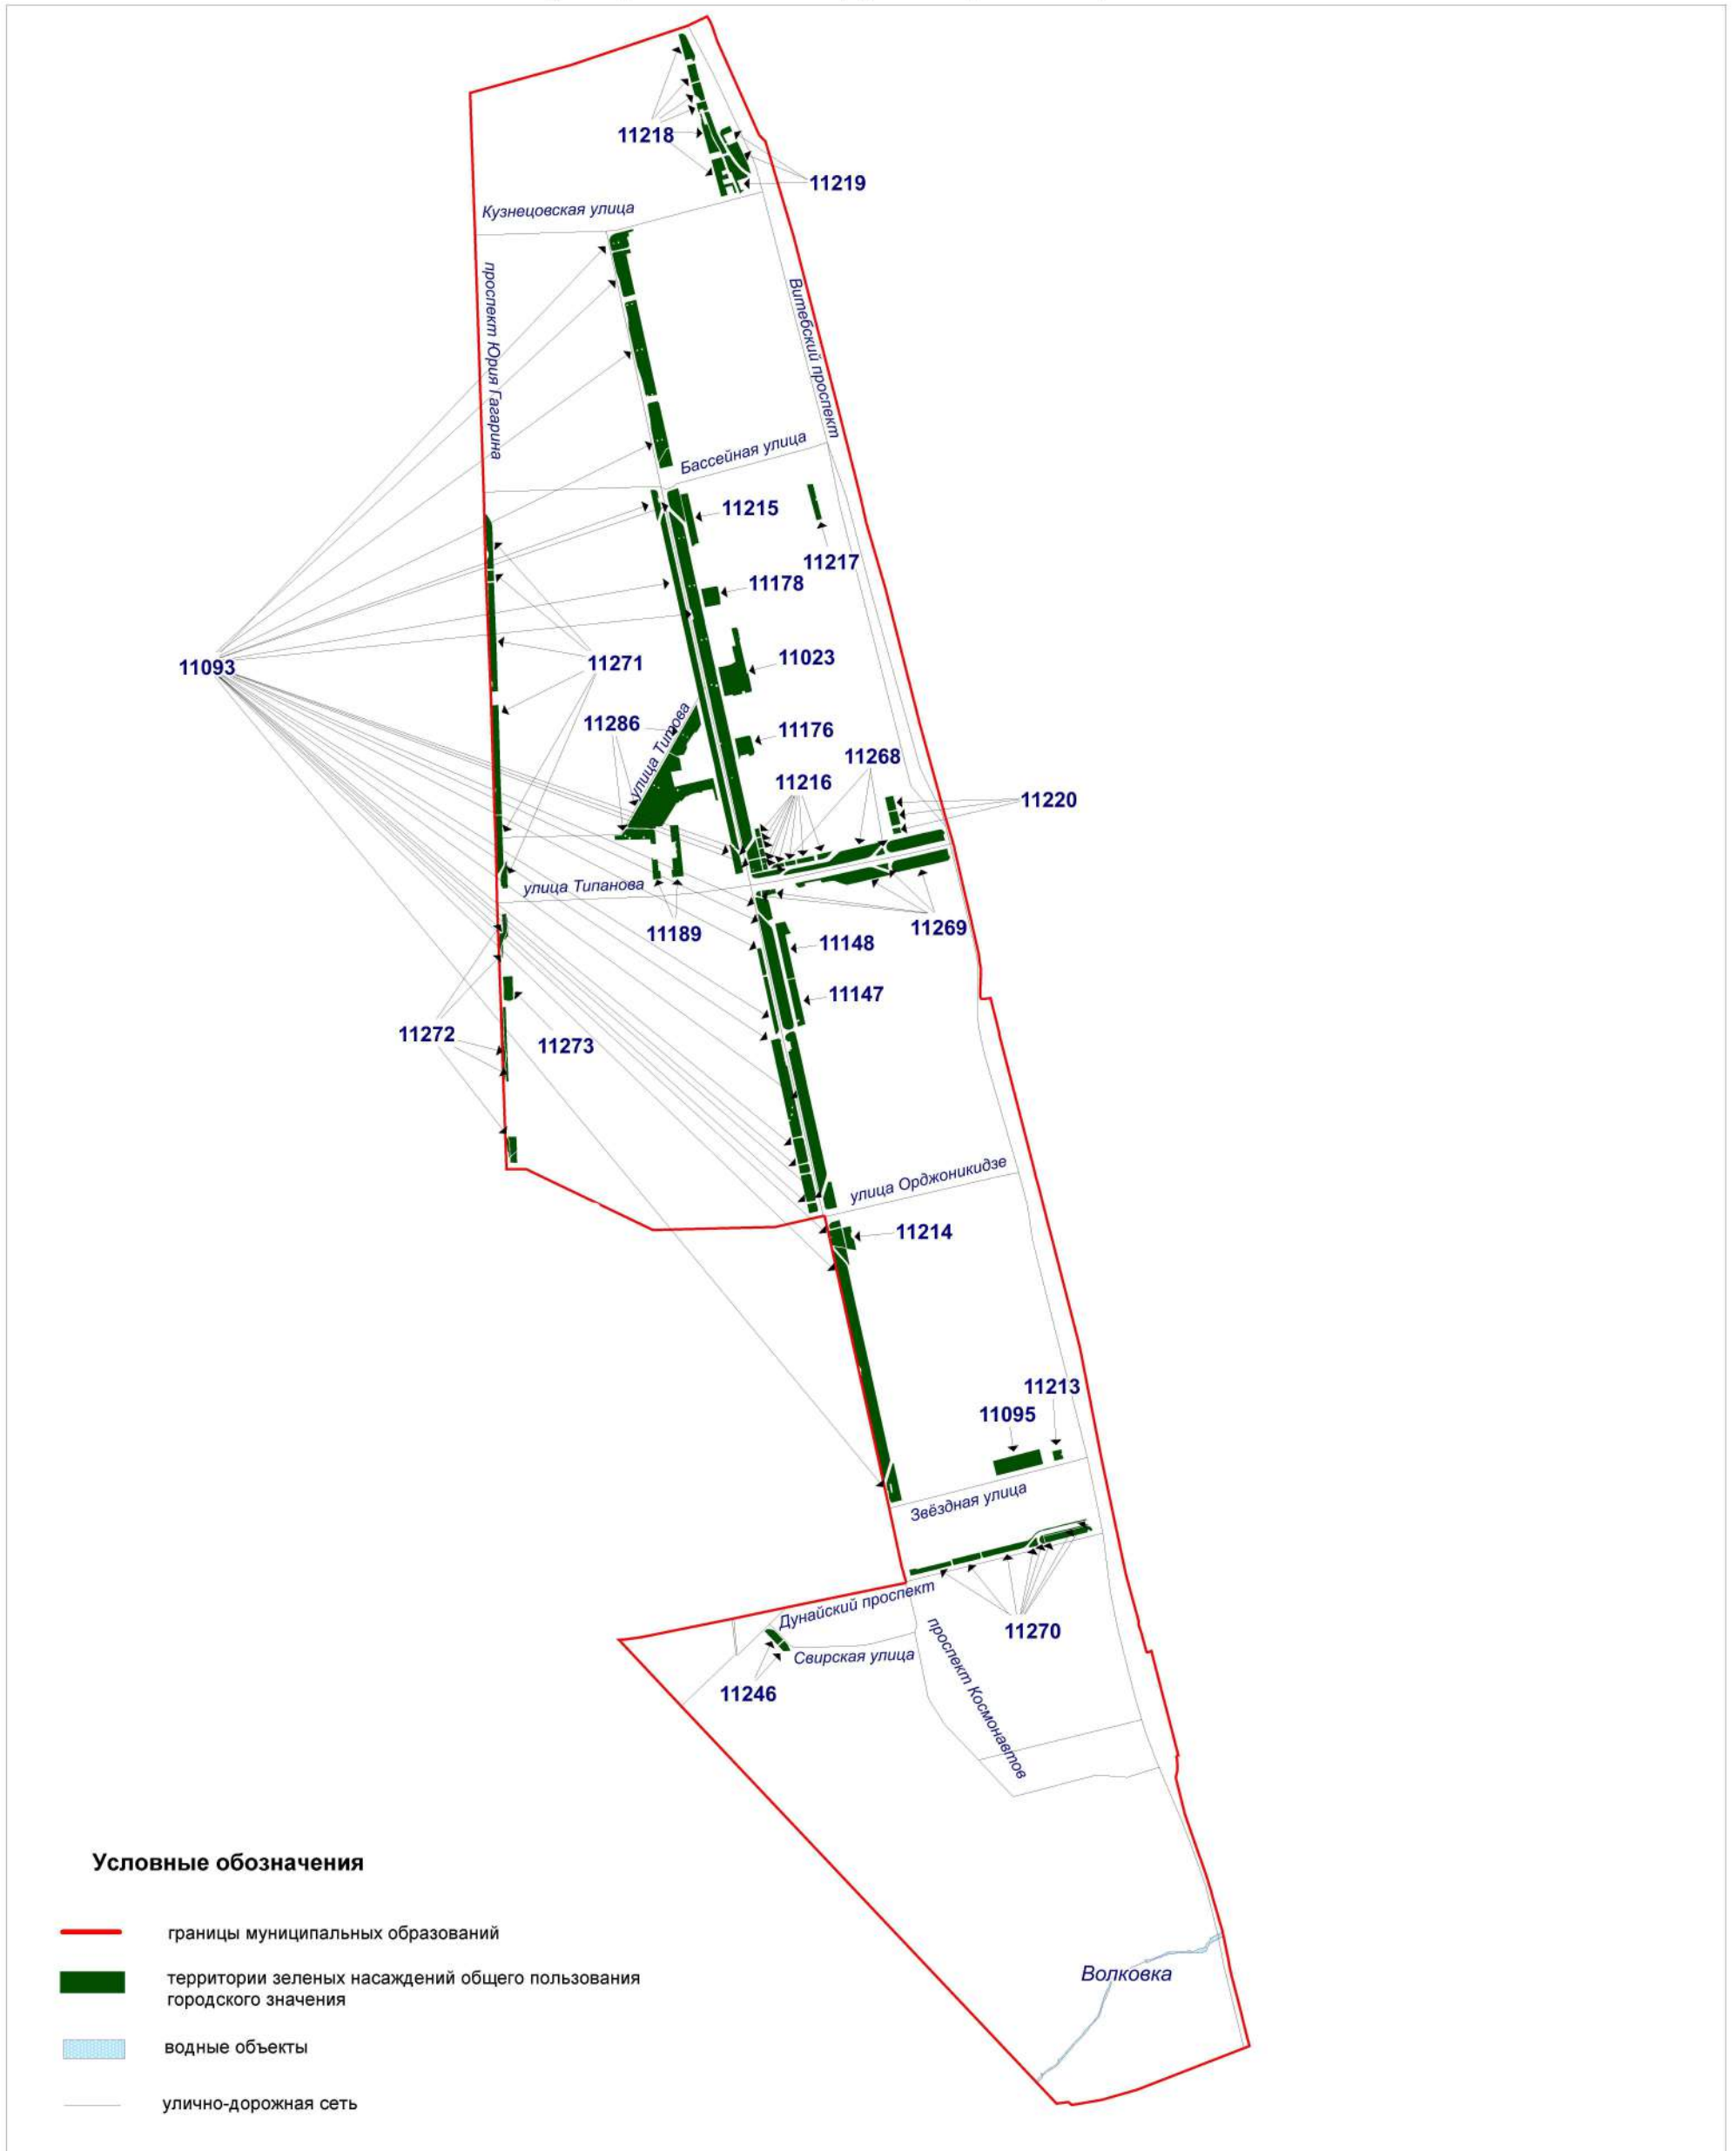 11218
11219
Кузнецовская улица
проспект Юрия Гагарина
Витебский проспект
Бассейная улица
11215
11217
11178
11093
11271
11023
11286
улица Титова
11176
11268
11216
11220
улица Типанова
11189
11269
11148
11147
11272
11273
улица Орджоникидзе
11214
11213
11095
Звёздная улица
Дунайский проспект
11270
проспект Космонавтов
Свирская улица
11246
Условные обозначения
границы муниципальных образований
территории зеленых насаждений общего пользования
городского значения
Волковка
водные объекты
улично-дорожная сеть